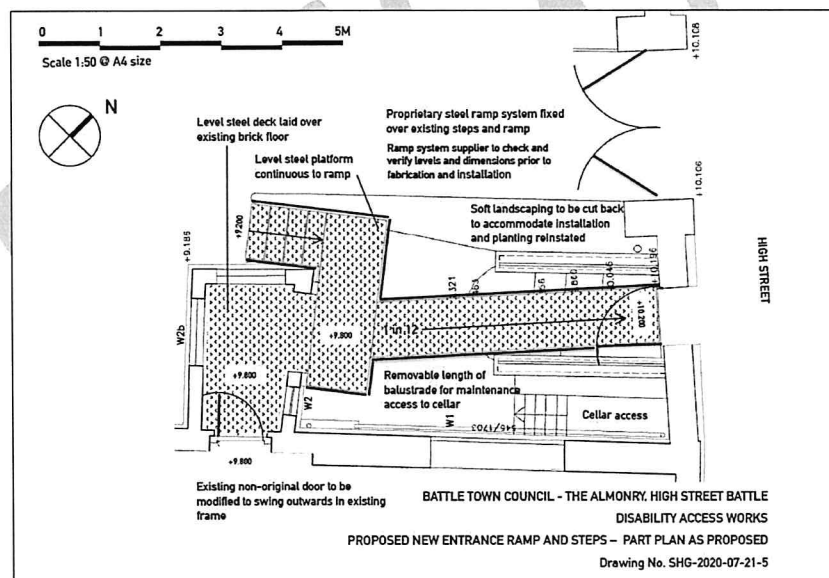 0 1 2 3 4 5M
Scale 1:50 @ A4 size
N
Level steel deck laid over
existing brick floor
Level steel platform
continuous to ramp
Proprietary steel ramp system fixed
over existing steps and ramp
Ramp system supplier to check and
verify levels and dimensions prior to
fabrication and installation
Soft landscaping to be cut back
to accommodate installation
and planting reinstated
+10.108
+10.106
HIGH STREET
+9.200
+9.186
W2b
+9.800
+9.800
+9.800
1 in 12
+10.200
+10.196
321
W2
W1
545/1703
Removable length of
balustrade for maintenance
access to cellar
Cellar access
Existing non-original door to be
modified to swing outwards in existing
frame
BATTLE TOWN COUNCIL - THE ALMONRY, HIGH STREET BATTLE
DISABILITY ACCESS WORKS
PROPOSED NEW ENTRANCE RAMP AND STEPS – PART PLAN AS PROPOSED
Drawing No. SHG-2020-07-21-5